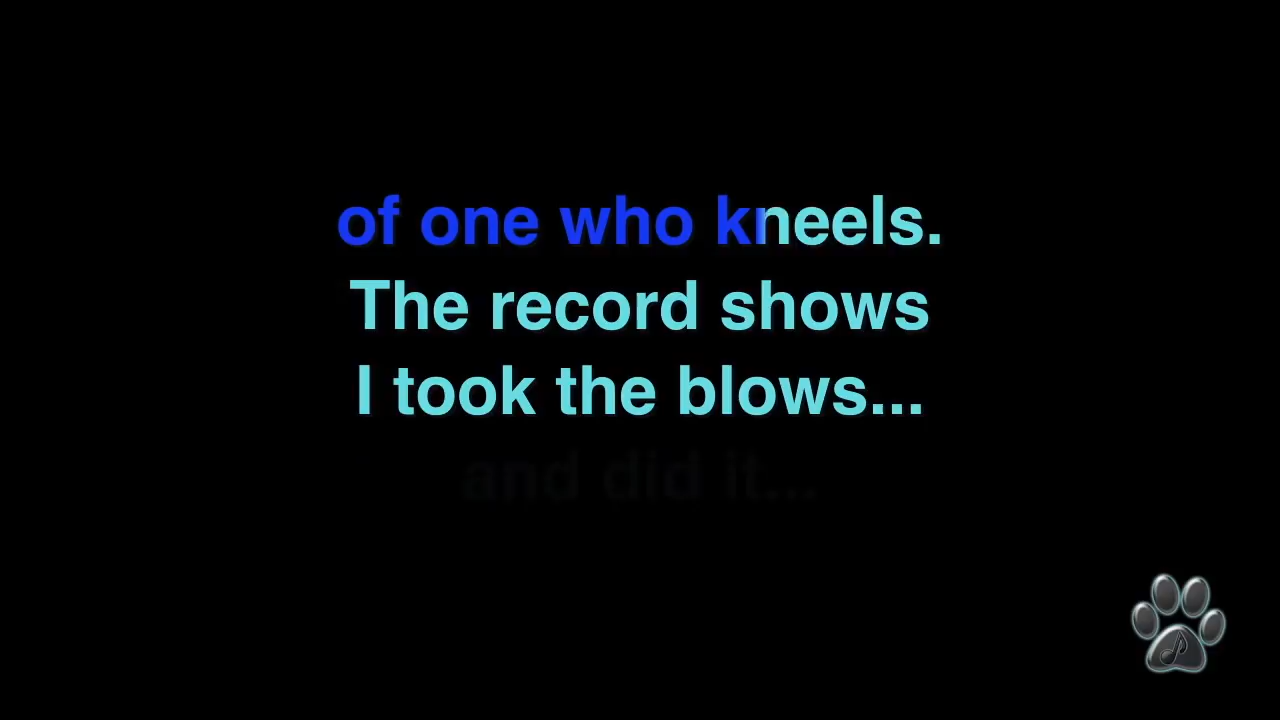 of one who kneels.
The record shows
I took the blows...
and did it...